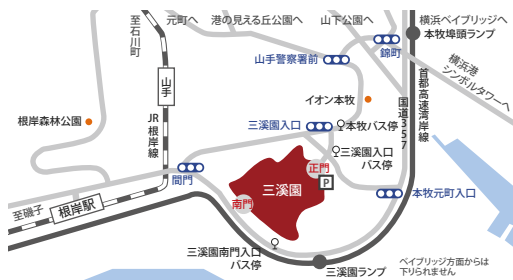 至石川町
元町へ
港の見える丘公園へ
山下公園へ
横浜ベイブリッジへ
本牧埠頭ランプ
錦町
山手警察署前
横浜港
シンボルタワーへ
山手
イオン本牧
国道357
首都高速湾岸線
根岸森林公園
JR根岸線
三溪園入口
本牧バス停
三溪園入口
バス停
間門
正門
P
三溪園
南門
本牧元町入口
至磯子
根岸駅
三溪園南門入口
バス停
三溪園ランプ
ベイブリッジ方面からは
下りられません